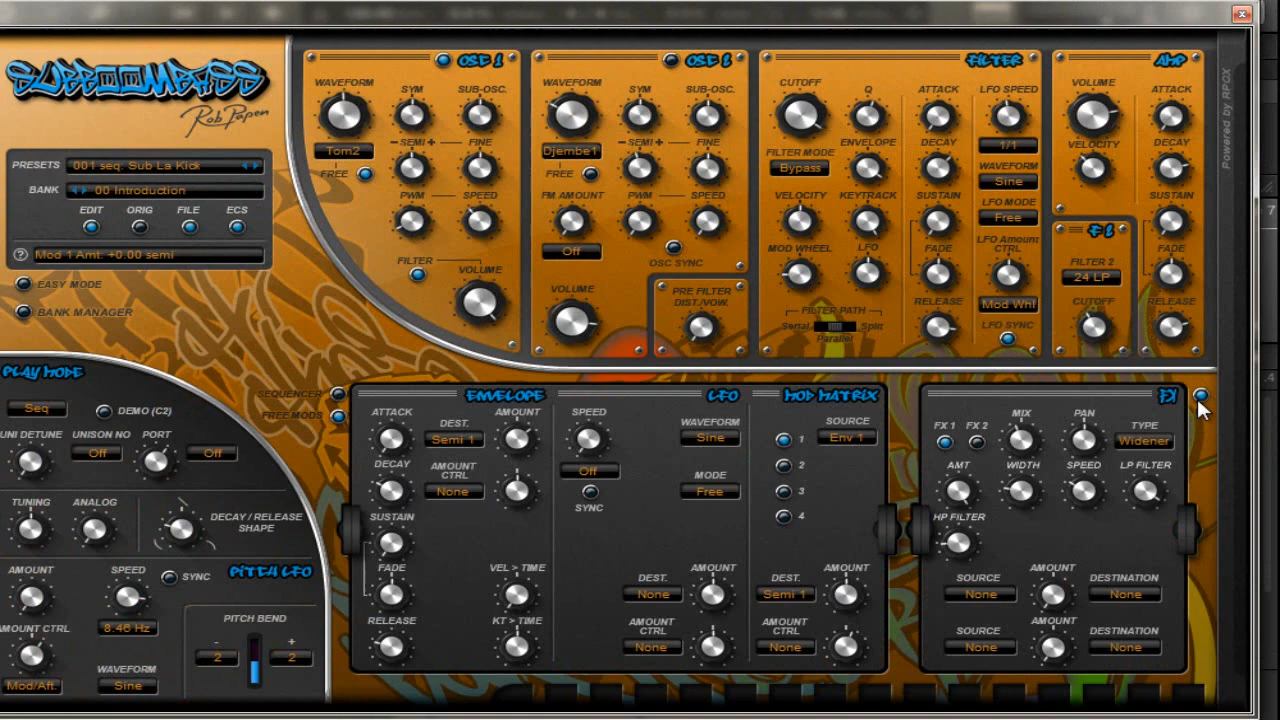 SUBBOOMBASS
Rob Papen
PRESETS 001 seq. Sub La Kick
BANK 00 Introduction
EDIT ORIG FILE ECS
? Mod 1 Amt: +0.00 semi
EASY MODE
BANK MANAGER
OSC 1
WAVEFORM SYM SUB-OSC.
Tom2
- SEMI + FINE
FREE
PWM SPEED
FILTER
VOLUME
OSC 2
WAVEFORM SYM SUB-OSC.
Djembe1
- SEMI + FINE
FREE
FM AMOUNT PWM SPEED
Off
OSC SYNC
VOLUME
PRE FILTER
DIST./VOW.
FILTER
CUTOFF Q ATTACK LFO SPEED
1/1
FILTER MODE ENVELOPE DECAY
Bypass
WAVEFORM
Sine
VELOCITY KEYTRACK SUSTAIN
LFO MODE
Free
MOD WHEEL LFO FADE
LFO Amount
CTRL
Mod Whl
RELEASE
FILTER PATH
Serial Split
Parallel
LFO SYNC
AMP
VOLUME ATTACK
VELOCITY DECAY
SUSTAIN
F 2
FILTER 2
24 LP
FADE
CUTOFF RELEASE
Powered by RPCX
PLAY MODE
Seq DEMO (C2)
UNI DETUNE UNISON NO PORT
Off Off
TUNING ANALOG
DECAY / RELEASE
SHAPE
PITCH LFO
AMOUNT SPEED SYNC
8.46 Hz
AMOUNT CTRL
Mod/Aft.
WAVEFORM
Sine
PITCH BEND
- +
2 2
SEQUENCER
FREE MODS
ENVELOPE
ATTACK DEST. AMOUNT
Semi 1
DECAY AMOUNT
CTRL
None
SUSTAIN
FADE VEL > TIME
RELEASE KT > TIME
LFO
SPEED WAVEFORM
Off Sine
SYNC MODE
Free
DEST. AMOUNT
None
AMOUNT
CTRL
None
MOD MATRIX
SOURCE
1 Env 1
2
3
4
DEST. AMOUNT
Semi 1
AMOUNT
CTRL
None
FX
FX 1 FX 2 MIX PAN TYPE
Widener
AMT WIDTH SPEED LP FILTER
HP FILTER
SOURCE AMOUNT DESTINATION
None None
SOURCE AMOUNT DESTINATION
None None
7
.4